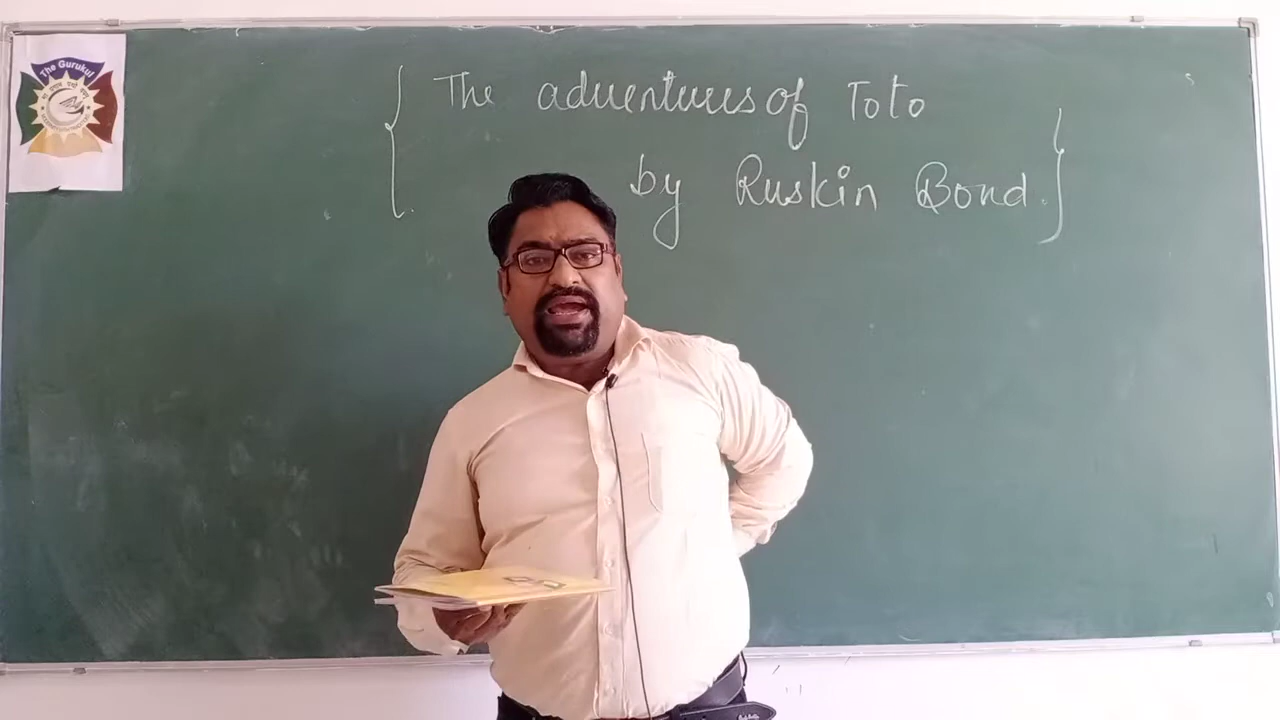 The Gurukul
The adventures of Toto
by Ruskin Bond.